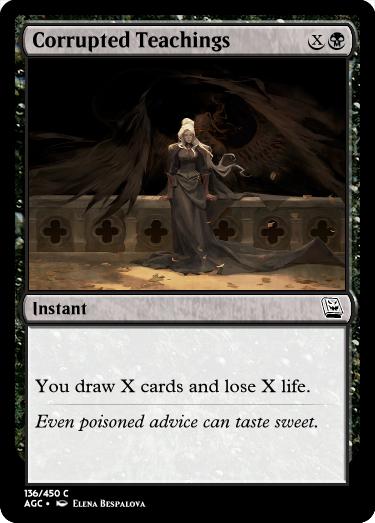 Corrupted Teachings X
Instant
You draw X cards and lose X life.
Even poisoned advice can taste sweet.
136/450 C
AGC • Elena Bespalova